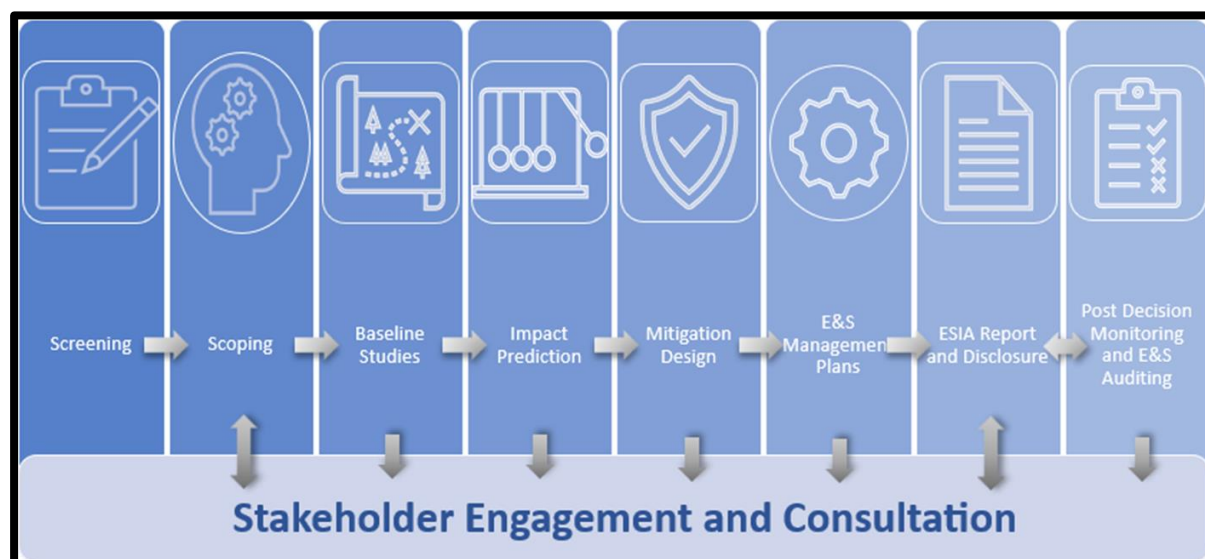 Screening
Scoping
Baseline
Studies
Impact
Prediction
Mitigation
Design
E&S
Managemen
Plans
ESIA Report
and Disclosure
Post Decision
Monitoring
and E&S
Auditing
Stakeholder Engagement and Consultation